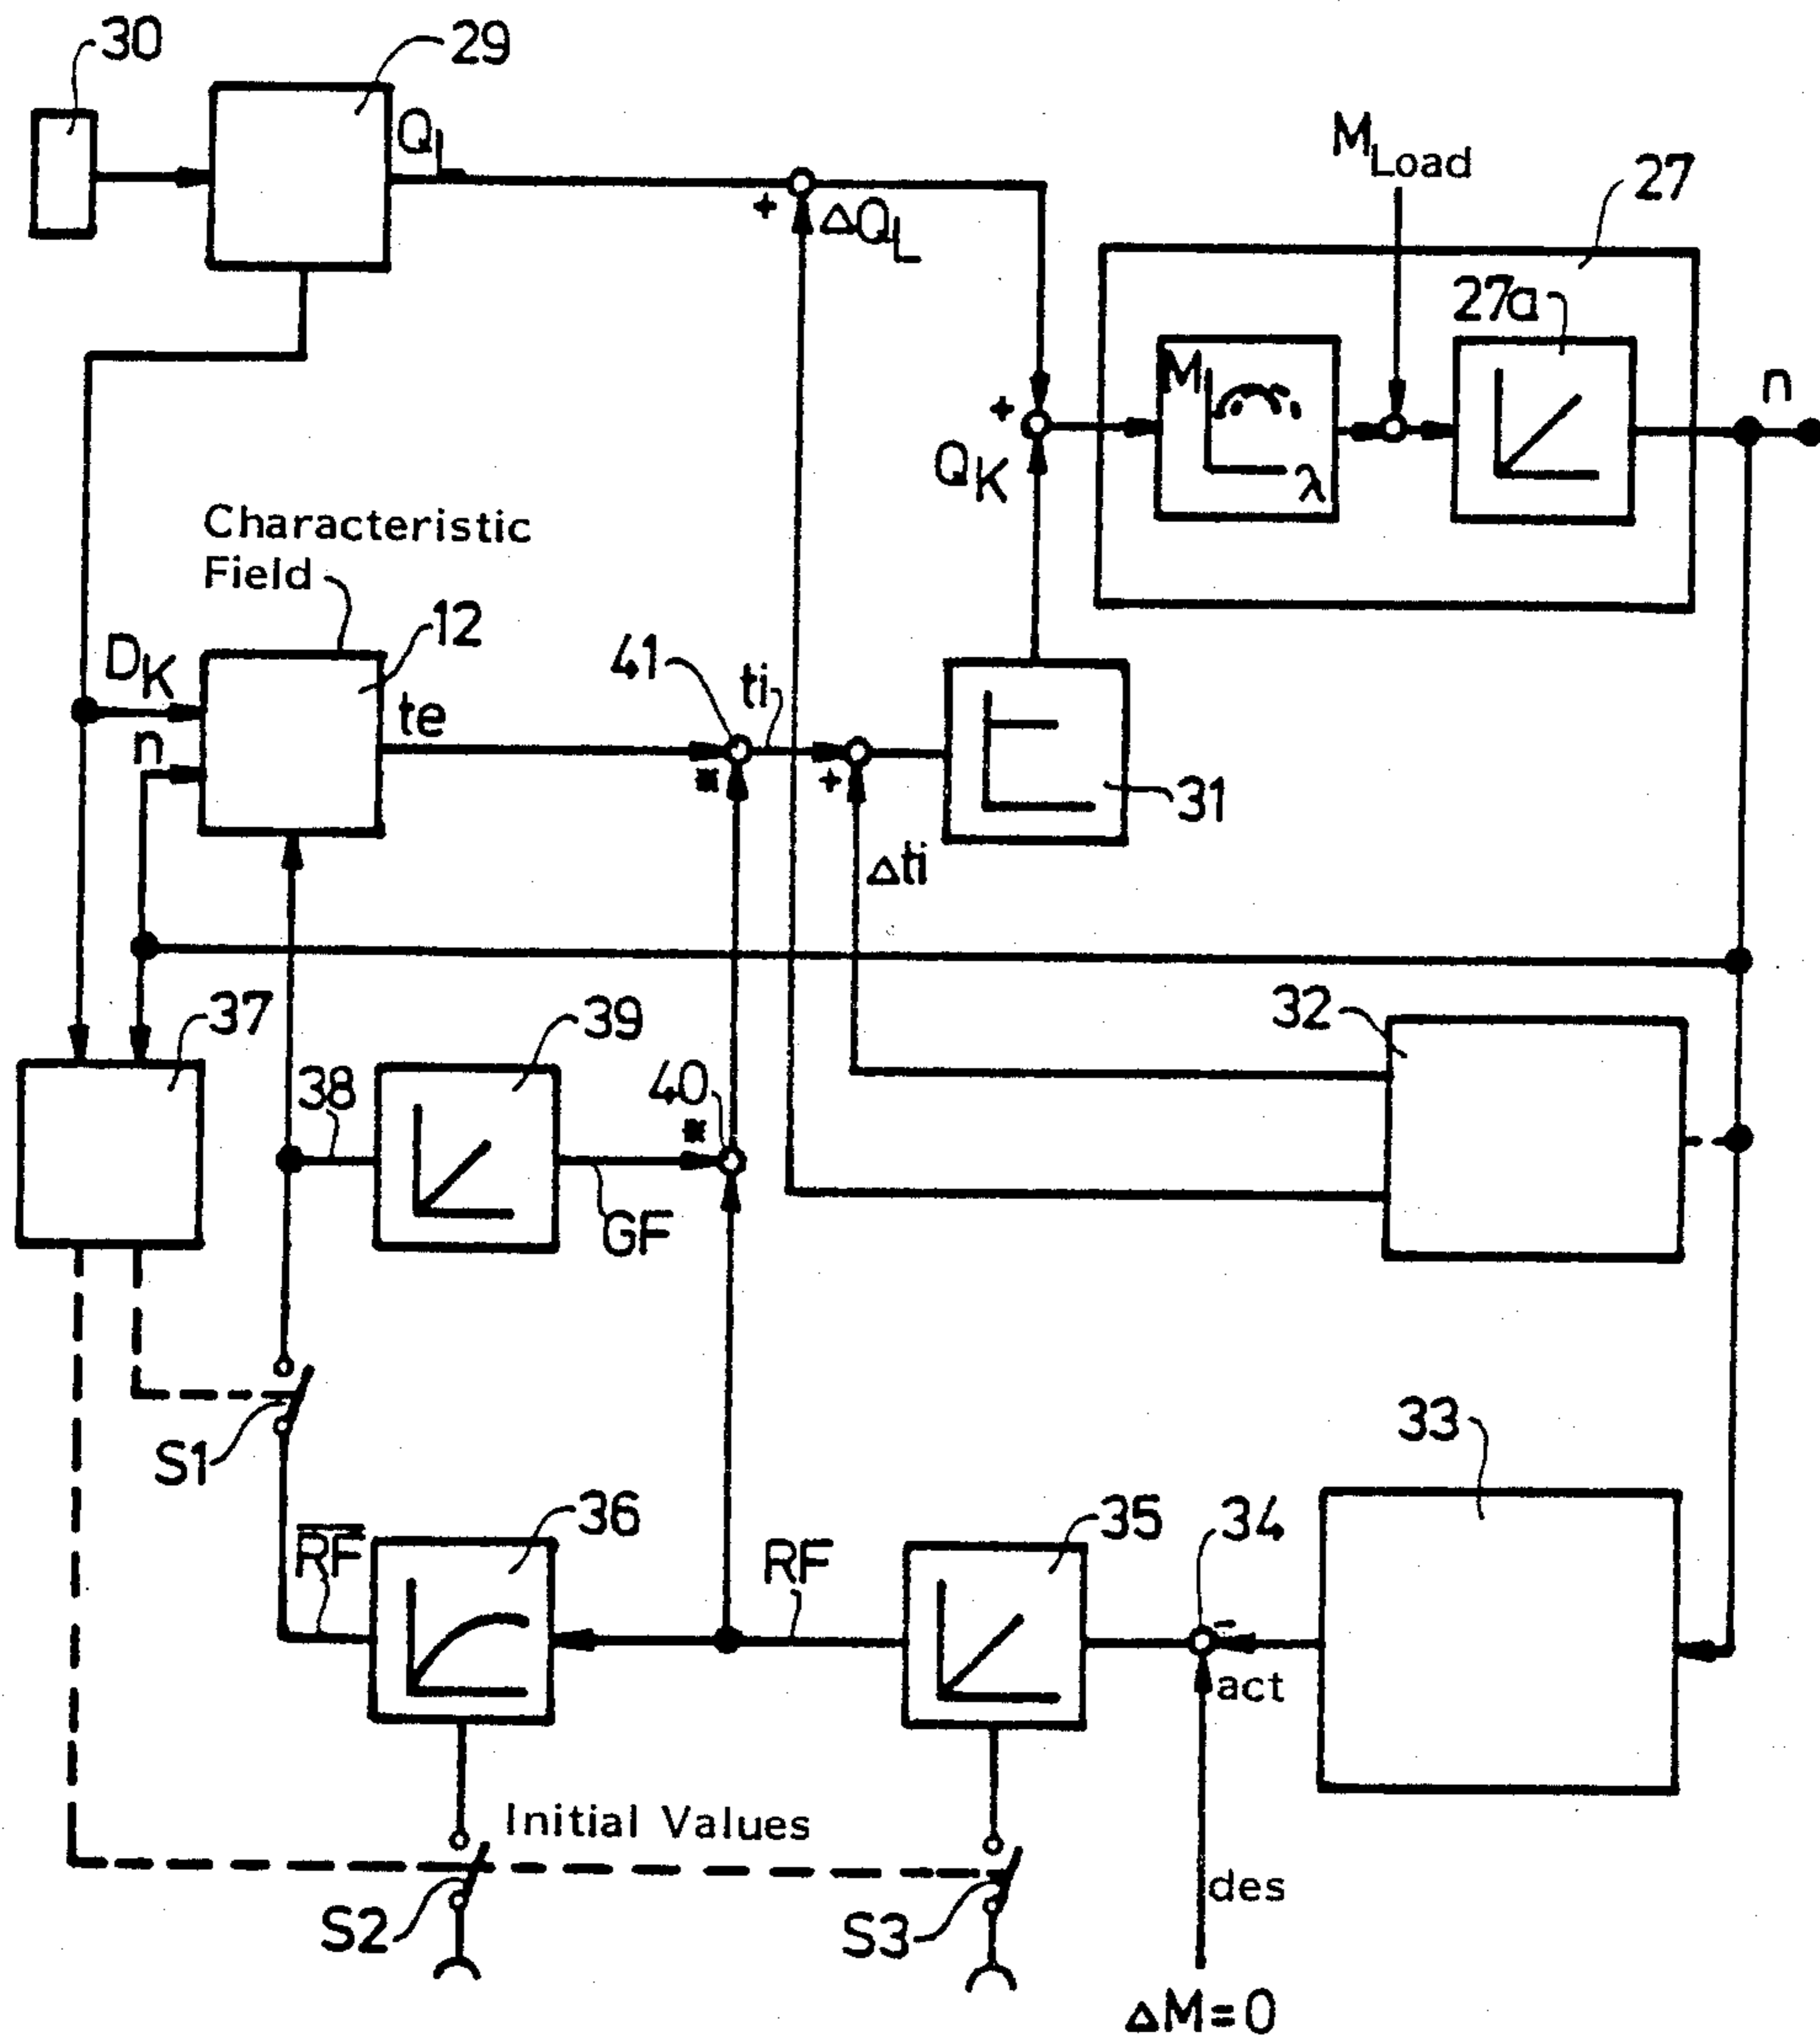 30
29
Q_L
+
ΔQ_L
M_Load
27
27a
M
λ
n
+
Q_K
Characteristic
Field
12
D_K
n
te
41
ti
*
+
31
Δti
37
38
39
40
*
GF
32
S1
33
R̅F̅
36
RF
35
34
-
act
Initial Values
des
S2
S3
ΔM=0